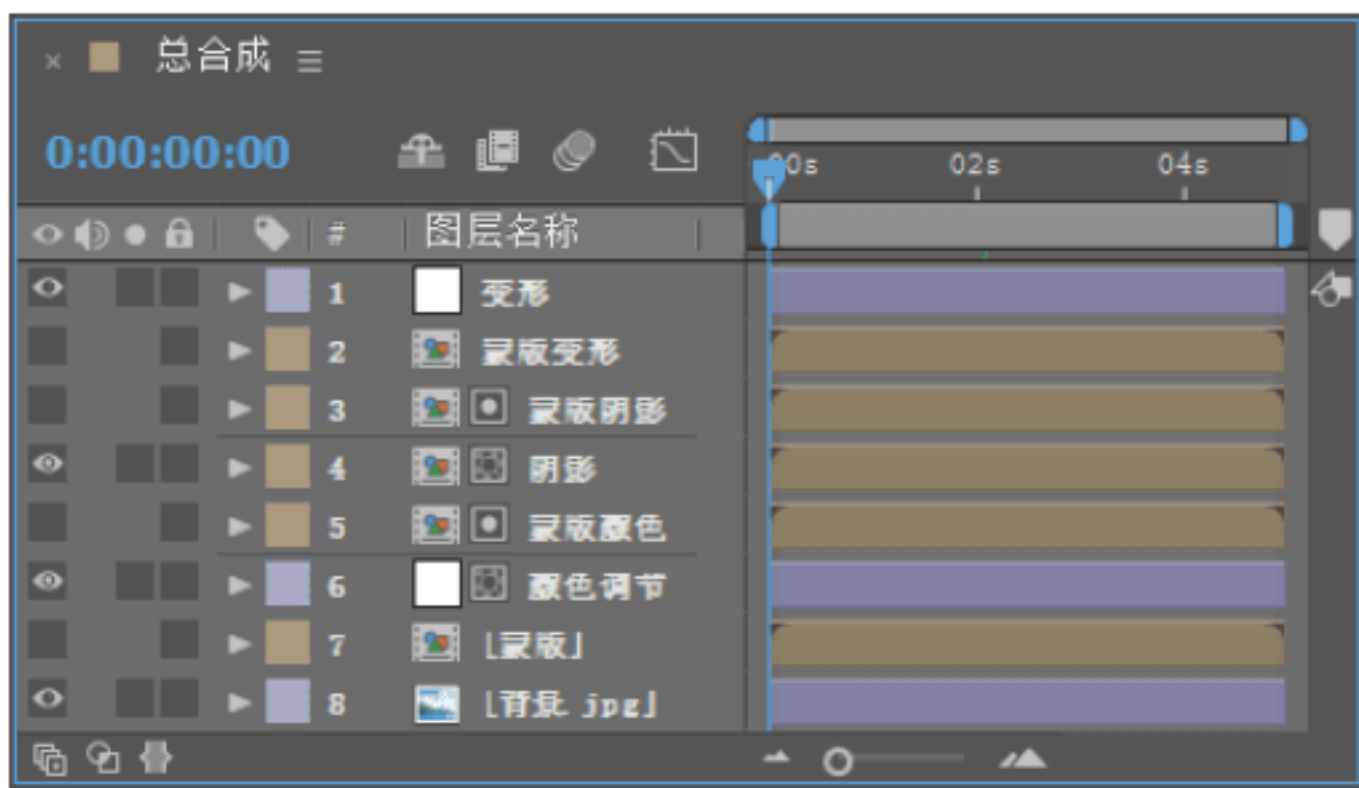 × 总合成 ≡
0:00:00:00
00s 02s 04s
# 图层名称
1 变形
2 蒙版变形
3 蒙版阴影
4 阴影
5 蒙版颜色
6 颜色调节
7 [蒙版]
8 [背景.jpg]